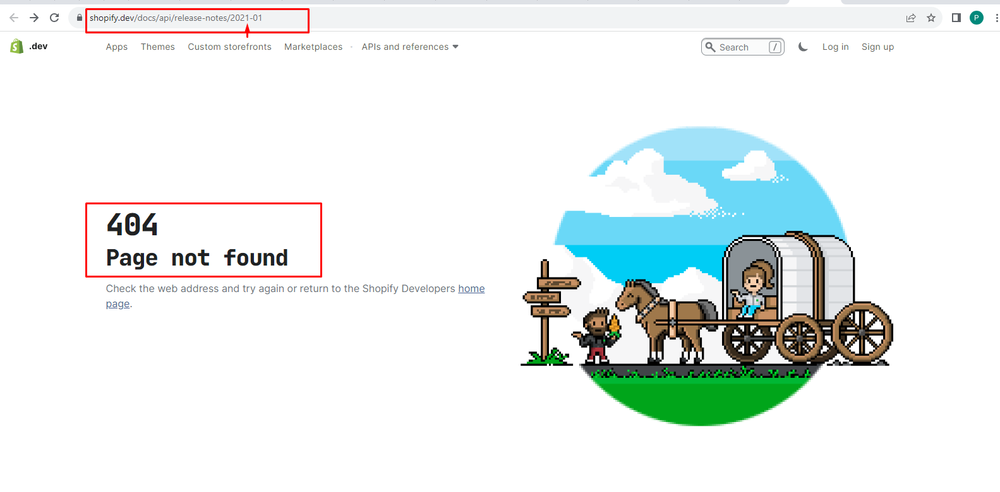 shopify.dev/docs/api/release-notes/2021-01
P
.dev
Apps Themes Custom storefronts Marketplaces · APIs and references
Search /
Log in Sign up
404
Page not found
Check the web address and try again or return to the Shopify Developers home
page.